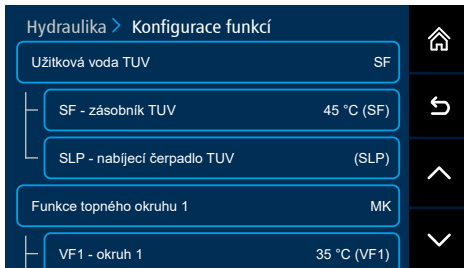 Hydraulika > Konfigurace funkcí
Užitková voda TUV SF
SF - zásobník TUV 45 °C (SF)
SLP - nabíjecí čerpadlo TUV (SLP)
Funkce topného okruhu 1 MK
VF1 - okruh 1 35 °C (VF1)